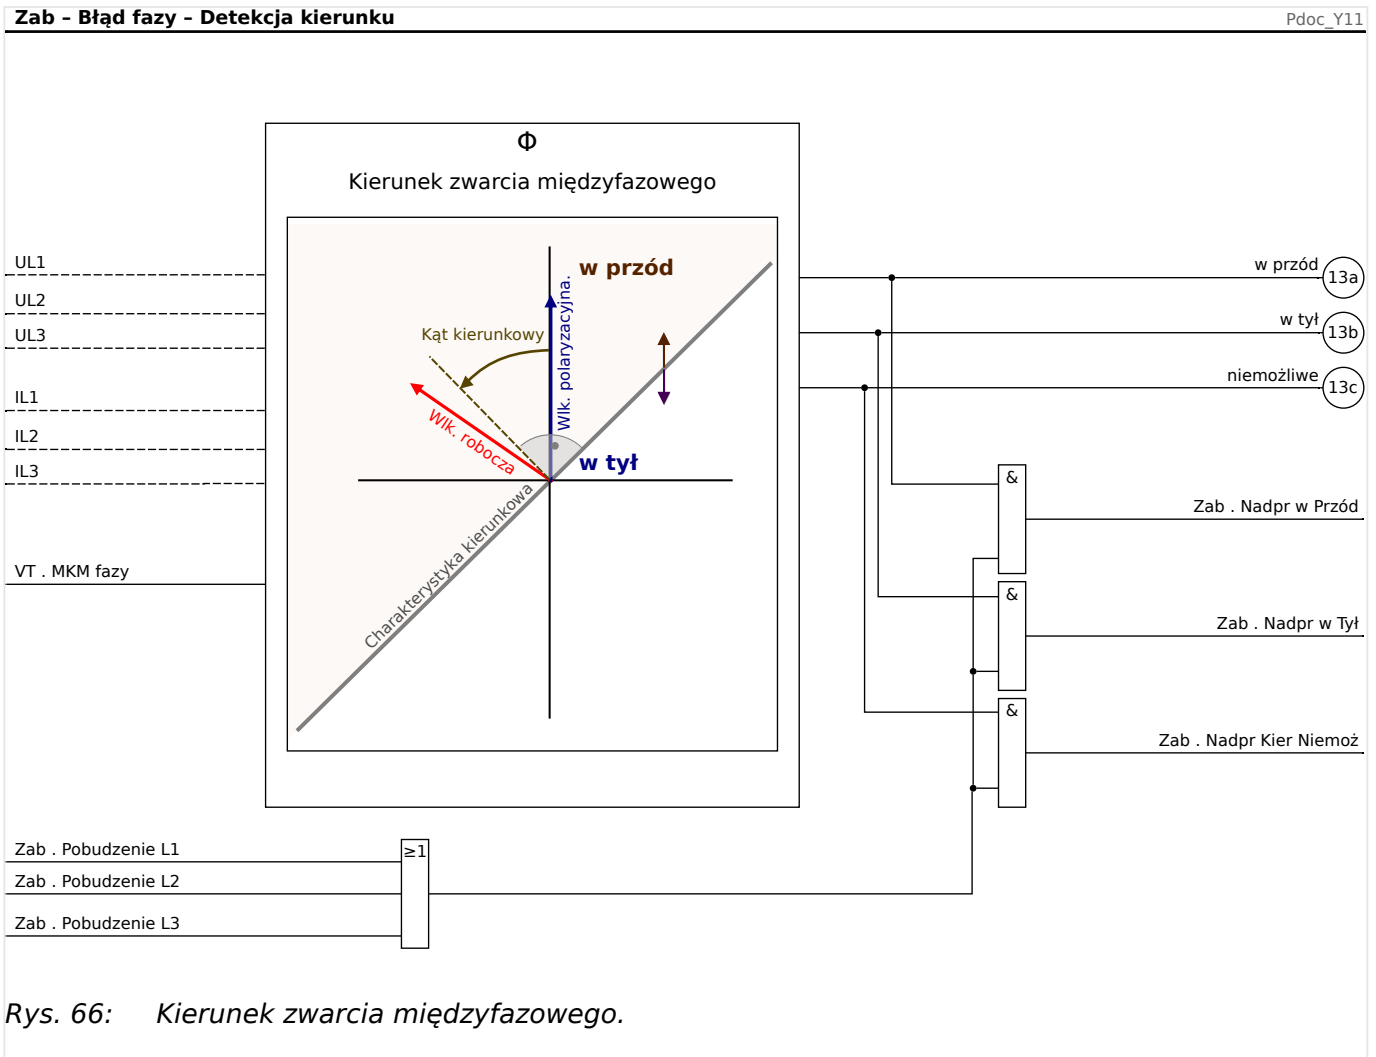 Zab – Błąd fazy – Detekcja kierunku
Pdoc_Y11
Φ
Kierunek zwarcia międzyfazowego
UL1
UL2
UL3
IL1
IL2
IL3
VT . MKM fazy
w przód
Kąt kierunkowy
Wlk. polaryzacyjna.
Wlk. robocza
w tył
Charakterystyka kierunkowa
w przód
13a
w tył
13b
niemożliwe
13c
&
Zab . Nadpr w Przód
&
Zab . Nadpr w Tył
&
Zab . Nadpr Kier Niemoż
Zab . Pobudzenie L1
≥1
Zab . Pobudzenie L2
Zab . Pobudzenie L3
Rys. 66: Kierunek zwarcia międzyfazowego.